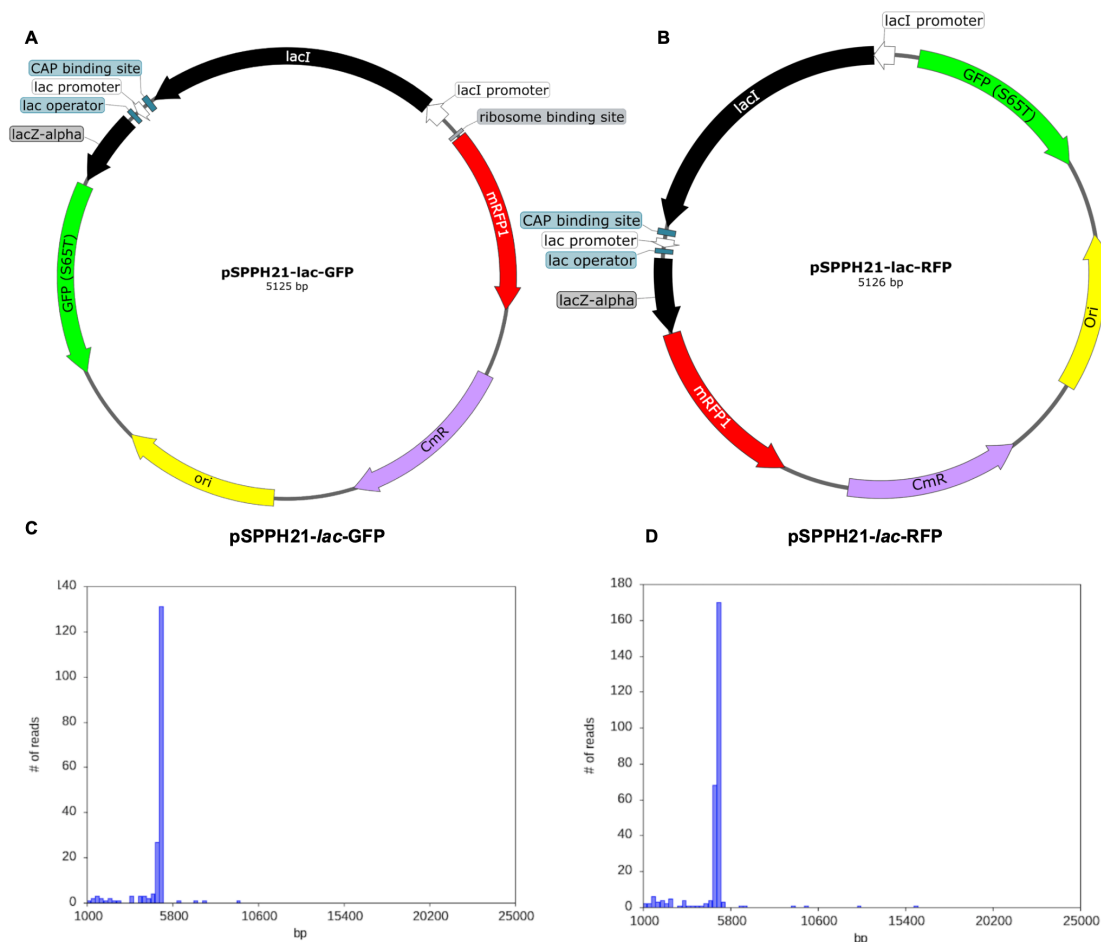 A
CAP binding site
lac promoter
lac operator
lacZ-alpha
lacI
lacI promoter
ribosome binding site
mRFP1
GFP (S65T)
pSPPH21-lac-GFP
5125 bp
CmR
ori
B
lacI promoter
GFP (S65T)
lacI
CAP binding site
lac promoter
lac operator
lacZ-alpha
pSPPH21-lac-RFP
5126 bp
Ori
mRFP1
CmR
C
pSPPH21-lac-GFP
140
120
100
80
60
40
20
0
# of reads
1000 5800 10600 15400 20200 25000
bp
D
pSPPH21-lac-RFP
180
160
140
120
100
80
60
40
20
0
# of reads
1000 5800 10600 15400 20200 25000
bp